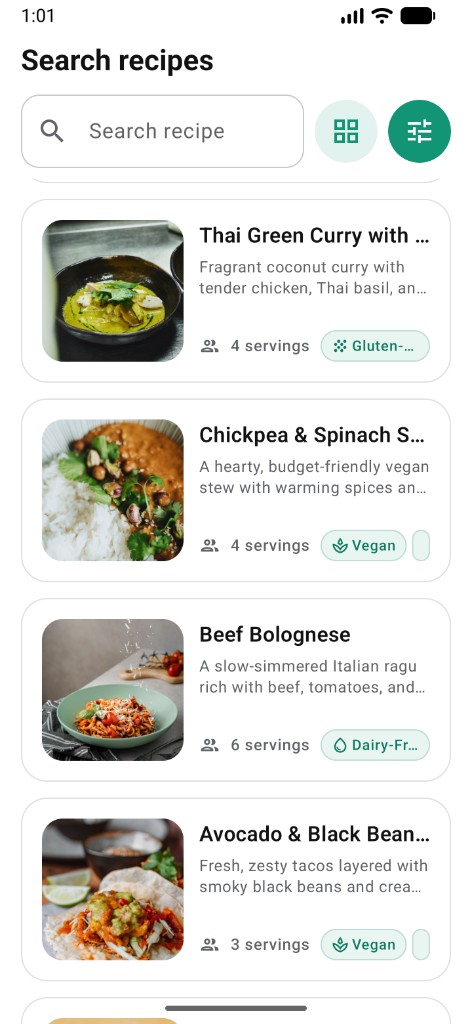 1:01
Search recipes
Search recipe
Thai Green Curry with ...
Fragrant coconut curry with
tender chicken, Thai basil, an...
4 servings
Gluten-...
Chickpea & Spinach S...
A hearty, budget-friendly vegan
stew with warming spices an...
4 servings
Vegan
Beef Bolognese
A slow-simmered Italian ragu
rich with beef, tomatoes, and...
6 servings
Dairy-Fr...
Avocado & Black Bean...
Fresh, zesty tacos layered with
smoky black beans and crea...
3 servings
Vegan